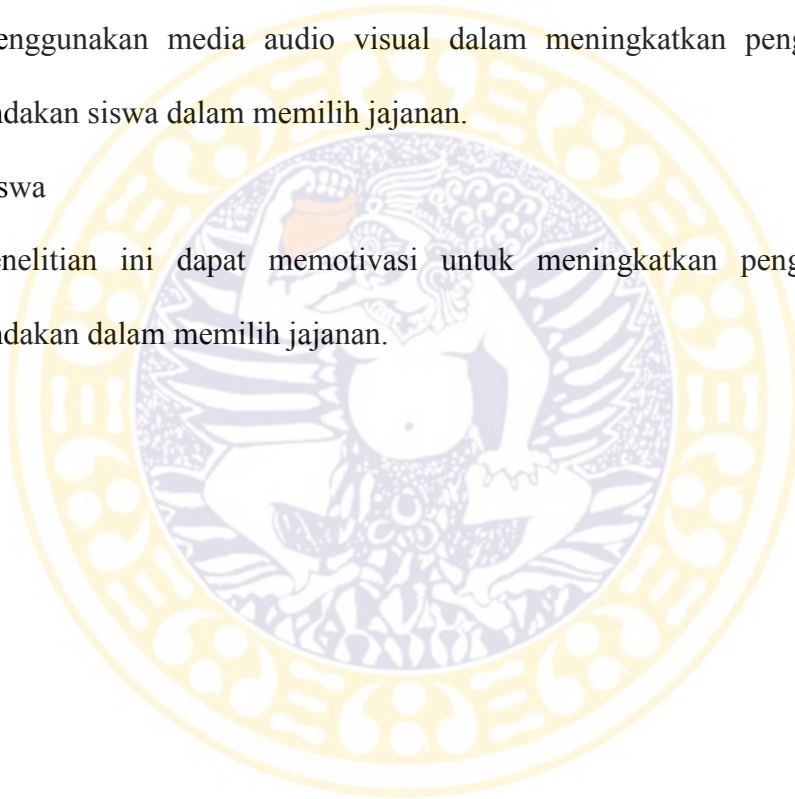 enggunakan media audio visual dalam meningkatkan peng
ndakan siswa dalam memilih jajanan.
swa
enelitian ini dapat memotivasi untuk meningkatkan peng
ndakan dalam memilih jajanan.